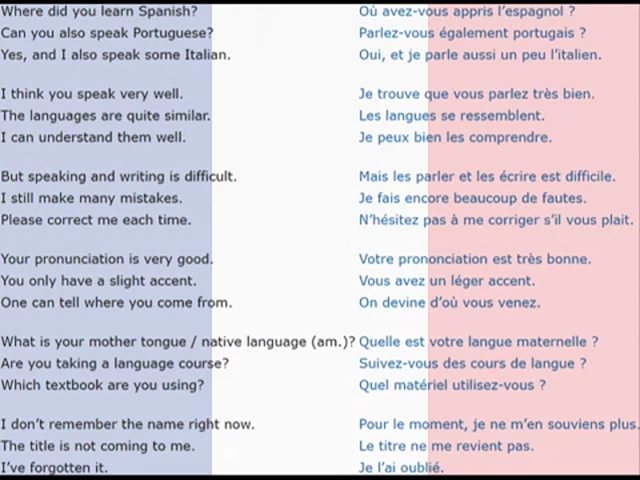 Where did you learn Spanish? Où avez-vous appris l’espagnol ?
Can you also speak Portuguese? Parlez-vous également portugais ?
Yes, and I also speak some Italian. Oui, et je parle aussi un peu l’italien.
I think you speak very well. Je trouve que vous parlez très bien.
The languages are quite similar. Les langues se ressemblent.
I can understand them well. Je peux bien les comprendre.
But speaking and writing is difficult. Mais les parler et les écrire est difficile.
I still make many mistakes. Je fais encore beaucoup de fautes.
Please correct me each time. N’hésitez pas à me corriger s’il vous plait.
Your pronunciation is very good. Votre prononciation est très bonne.
You only have a slight accent. Vous avez un léger accent.
One can tell where you come from. On devine d’où vous venez.
What is your mother tongue / native language (am.)? Quelle est votre langue maternelle ?
Are you taking a language course? Suivez-vous des cours de langue ?
Which textbook are you using? Quel matériel utilisez-vous ?
I don’t remember the name right now. Pour le moment, je ne m’en souviens plus.
The title is not coming to me. Le titre ne me revient pas.
I’ve forgotten it. Je l’ai oublié.